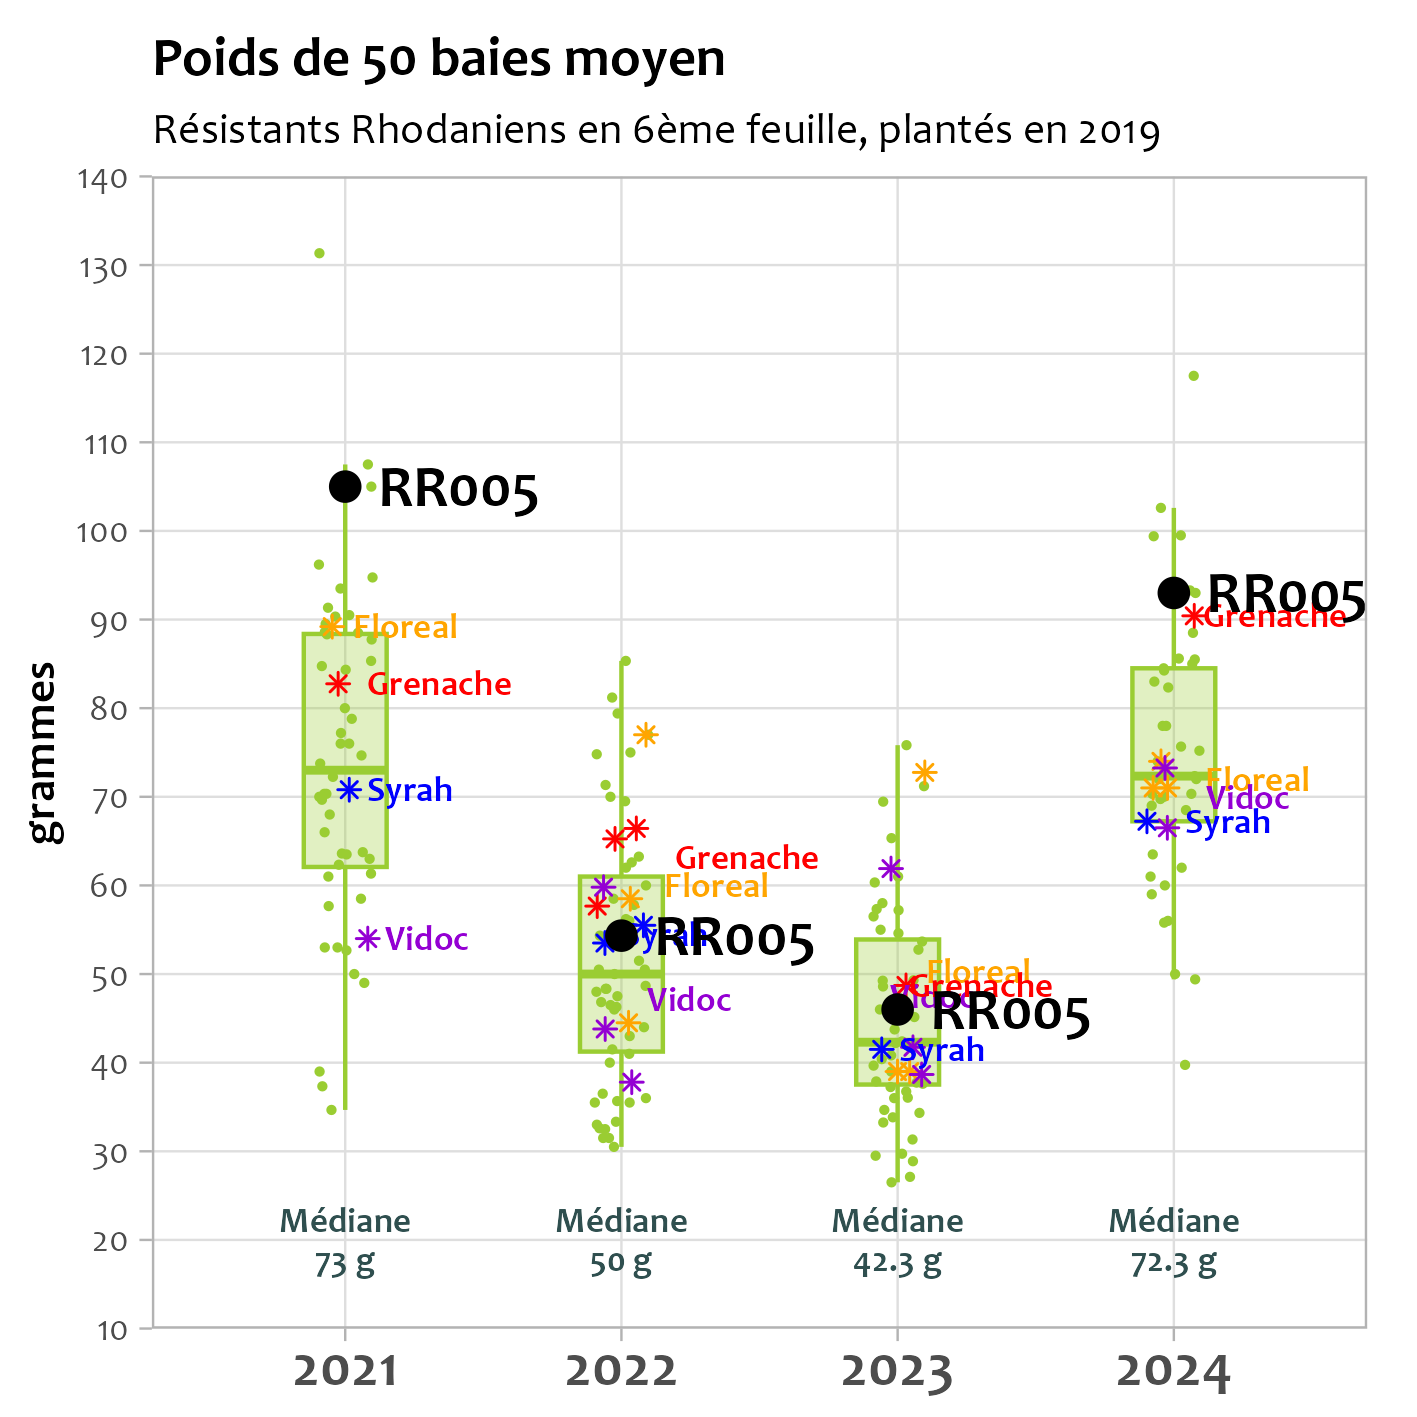 Poids de 50 baies moyen
Résistants Rhodaniens en 6ème feuille, plantés en 2019
grammes
140
130
120
110
100
90
80
70
60
50
40
30
20
10
RR005
Floreal
Grenache
Syrah
Vidoc
Grenache
Floreal
Syrah
RR005
Vidoc
Floreal
Grenache
Vidoc
RR005
Syrah
RR005
Grenache
Floreal
Vidoc
Syrah
Médiane
73 g
Médiane
50 g
Médiane
42.3 g
Médiane
72.3 g
2021
2022
2023
2024